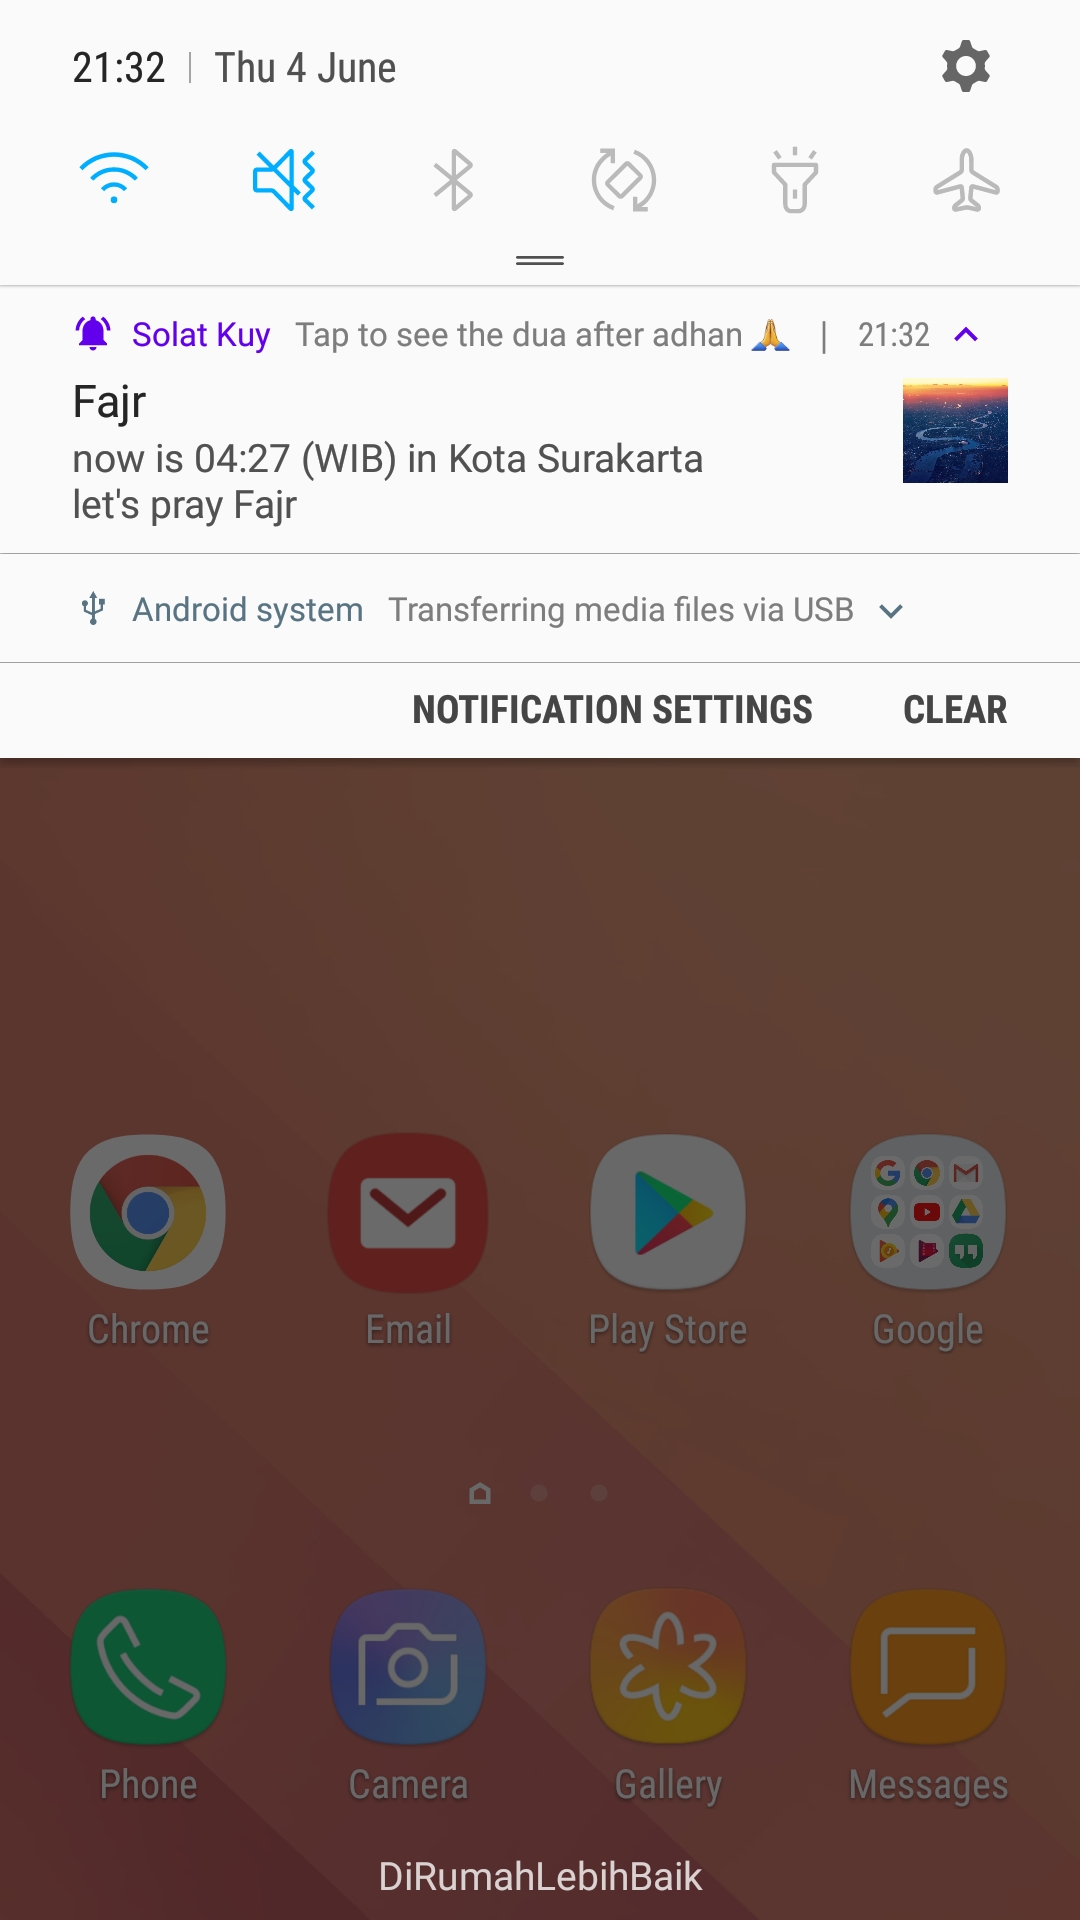 21:32 | Thu 4 June
Solat Kuy Tap to see the dua after adhan 🙏 | 21:32
Fajr
now is 04:27 (WIB) in Kota Surakarta
let's pray Fajr
Android system Transferring media files via USB
NOTIFICATION SETTINGS CLEAR
Chrome Email Play Store Google
Phone Camera Gallery Messages
DiRumahLebihBaik